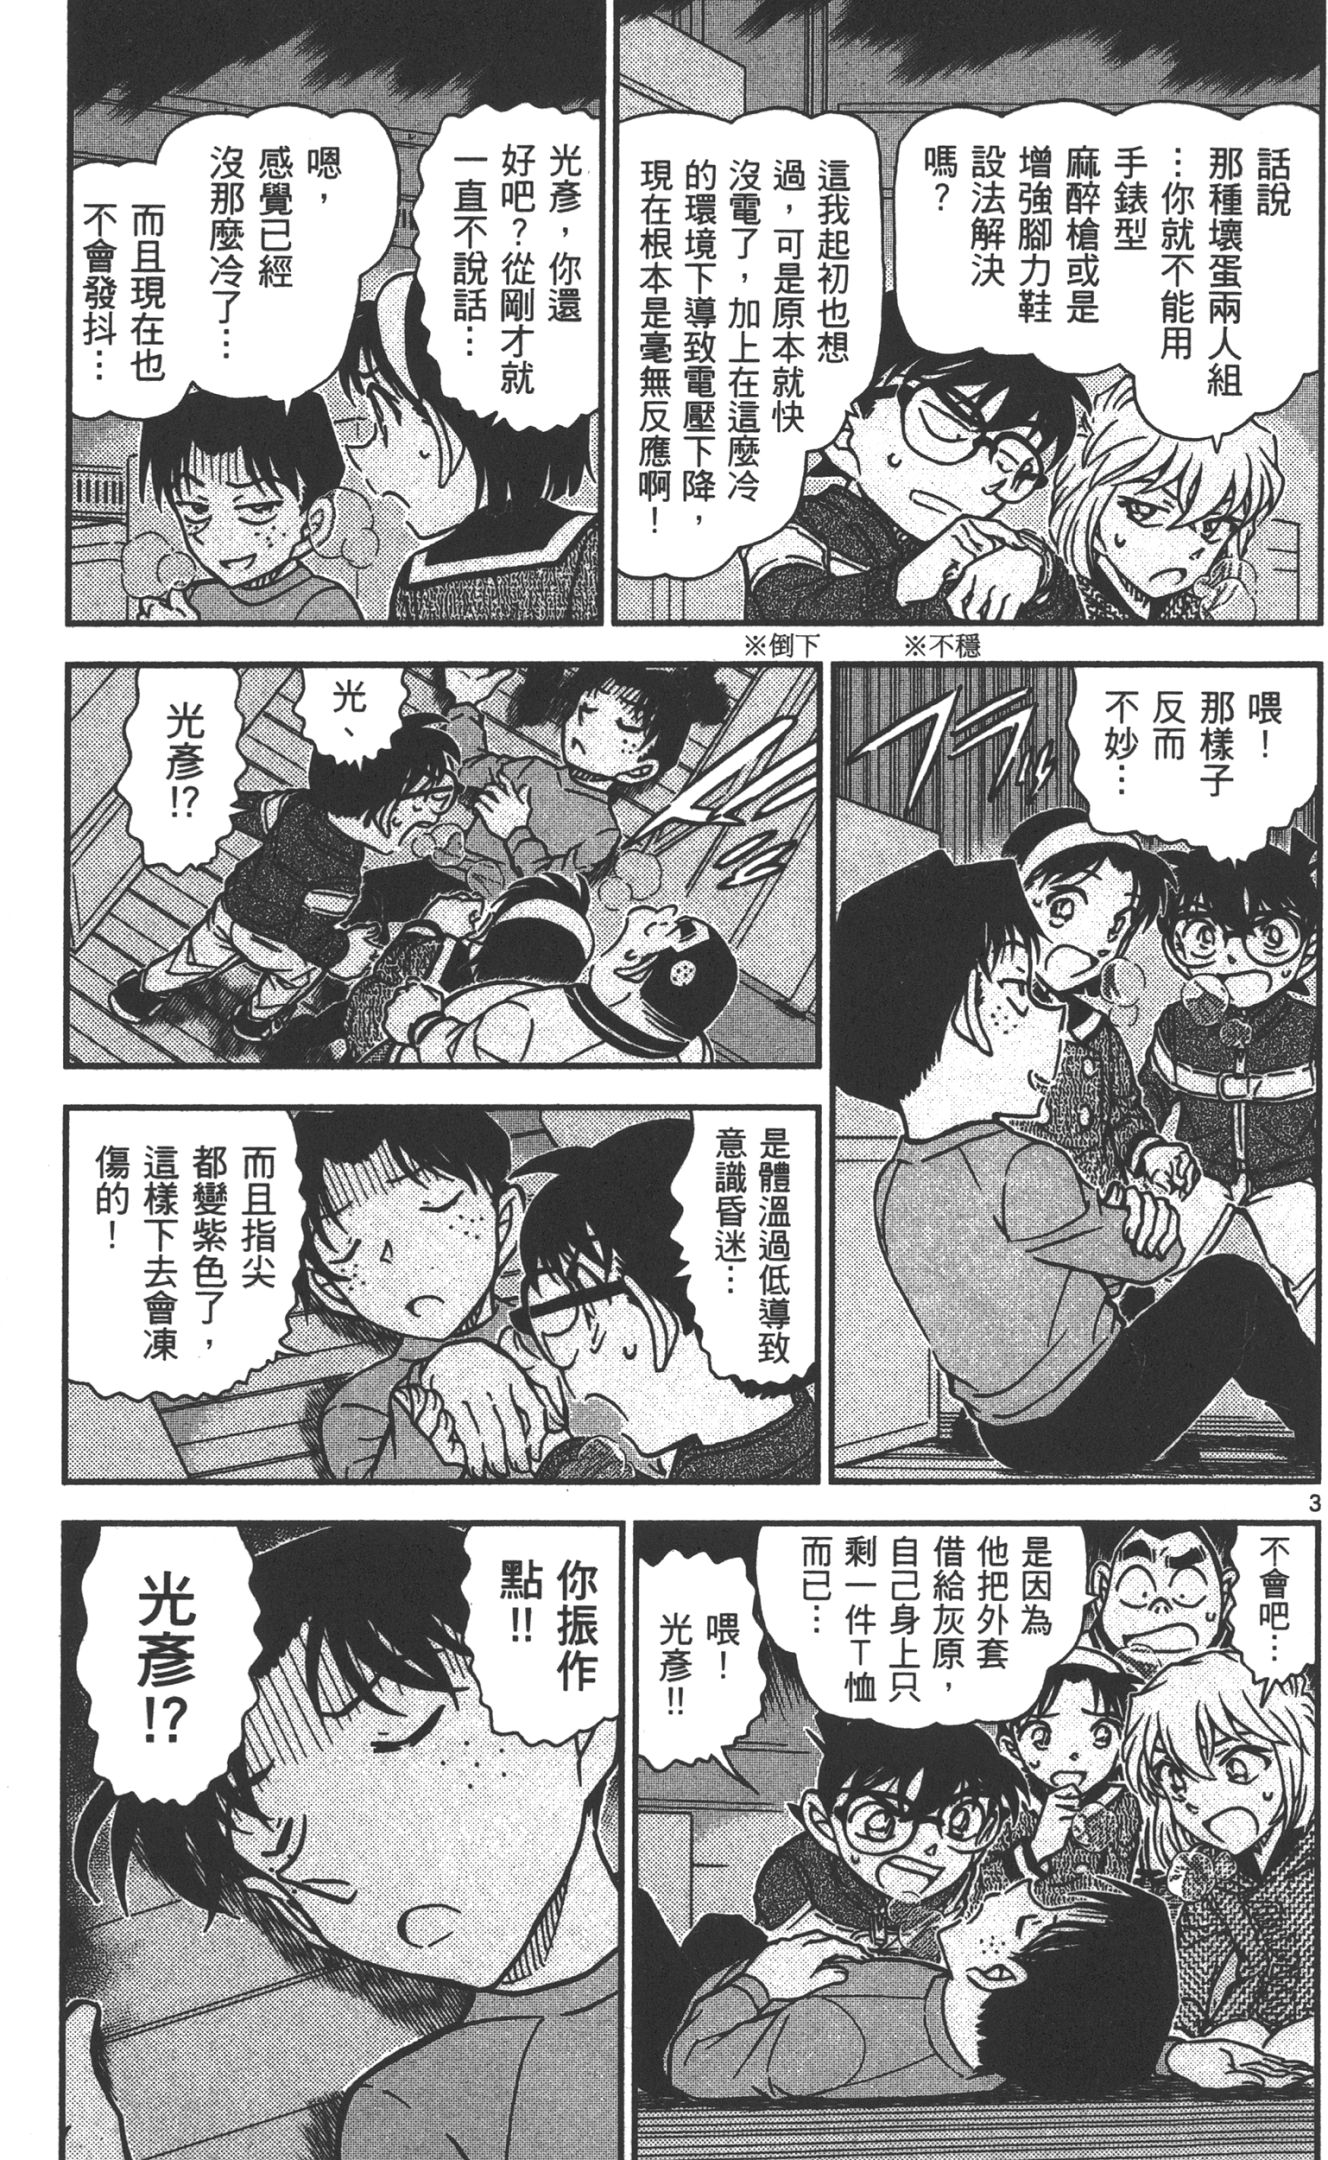 話說
那種壞蛋兩人組
…你就不能用
手錶型
麻醉槍或是
增強腳力鞋
設法解決
嗎？
這我起初也想
過，可是原本就快
沒電了，加上在這麼冷
的環境下導致電壓下降，
現在根本是毫無反應啊！
光彥，你還
好吧？從剛才就
一直不說話…
嗯，
感覺已經
沒那麼冷了…
而且現在也
不會發抖…
※不穩
※倒下
喂！
那樣子
反而
不妙…
フラッ
光、
光彥!?
是體溫過低導致
意識昏迷…
而且指尖
都變紫色了，
這樣下去會凍
傷的！
3
不會吧…
是因為
他把外套
借給灰原，
自己身上只
剩一件T恤
而已…
喂！
光彥!!
你振作
點!!
光彥!?